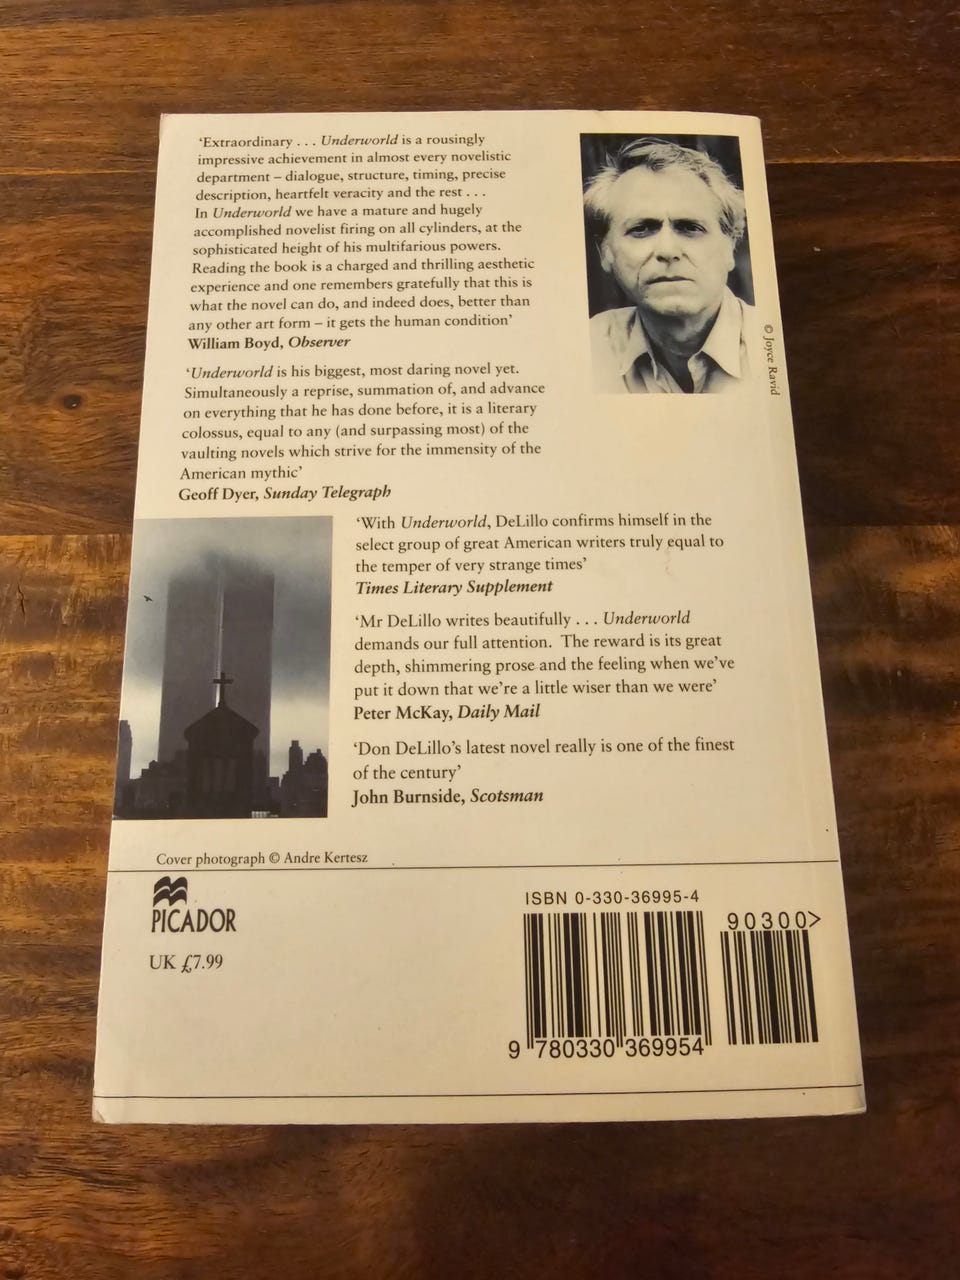 ‘Extraordinary . . . Underworld is a rousingly
impressive achievement in almost every novelistic
department – dialogue, structure, timing, precise
description, heartfelt veracity and the rest . . .
In Underworld we have a mature and hugely
accomplished novelist firing on all cylinders, at the
sophisticated height of his multifarious powers.
Reading the book is a charged and thrilling aesthetic
experience and one remembers gratefully that this is
what the novel can do, and indeed does, better than
any other art form – it gets the human condition’
William Boyd, Observer
‘Underworld is his biggest, most daring novel yet.
Simultaneously a reprise, summation of, and advance
on everything that he has done before, it is a literary
colossus, equal to any (and surpassing most) of the
vaulting novels which strive for the immensity of the
American mythic’
Geoff Dyer, Sunday Telegraph
© Joyce Ravid
‘With Underworld, DeLillo confirms himself in the
select group of great American writers truly equal to
the temper of very strange times’
Times Literary Supplement
‘Mr DeLillo writes beautifully . . . Underworld
demands our full attention. The reward is its great
depth, shimmering prose and the feeling when we’ve
put it down that we’re a little wiser than we were’
Peter McKay, Daily Mail
‘Don DeLillo’s latest novel really is one of the finest
of the century’
John Burnside, Scotsman
Cover photograph © Andre Kertesz
PICADOR
UK £7.99
ISBN 0-330-36995-4
90300>
9 780330 369954